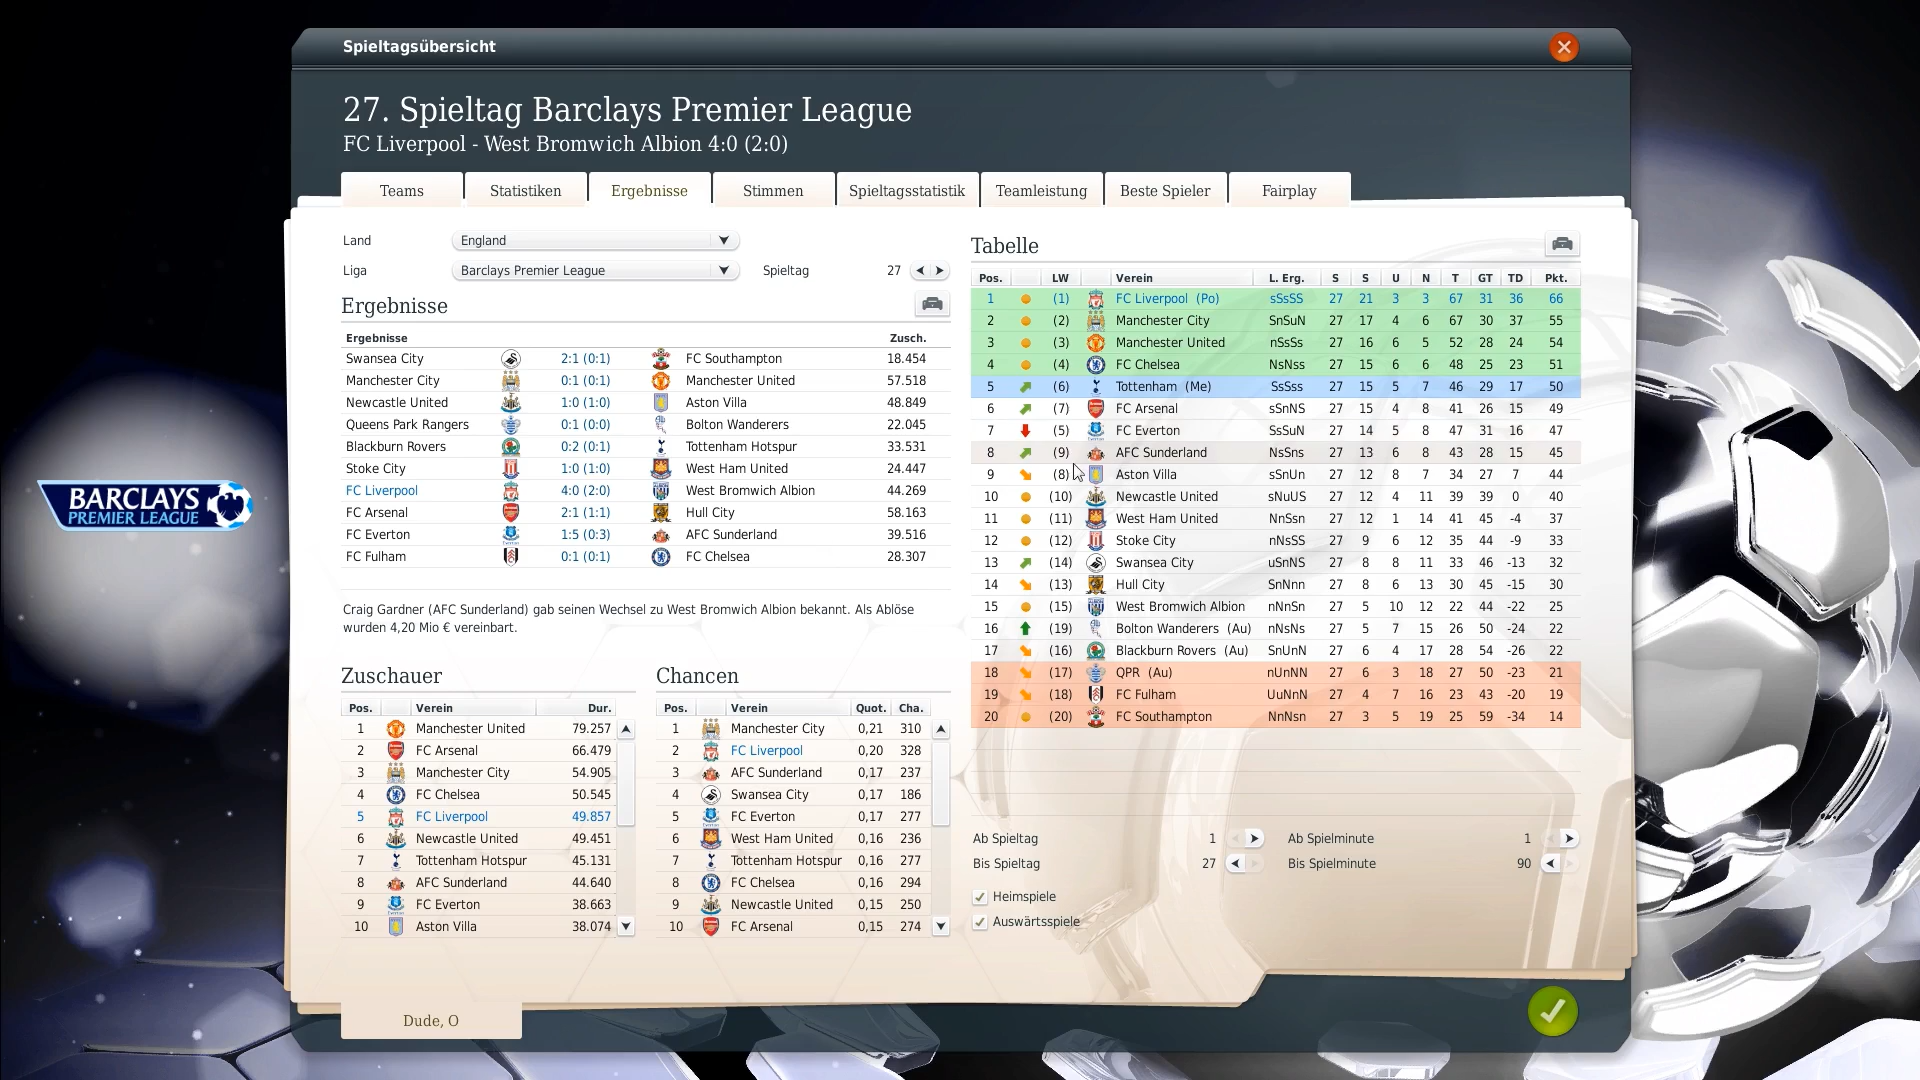 Spieltagsübersicht
27. Spieltag Barclays Premier League
FC Liverpool - West Bromwich Albion 4:0 (2:0)
Teams Statistiken Ergebnisse Stimmen Spieltagsstatistik Teamleistung Beste Spieler Fairplay
Land England
Liga Barclays Premier League Spieltag 27
Ergebnisse
Ergebnisse Zusch.
Swansea City 2:1 (0:1) FC Southampton 18.454
Manchester City 0:1 (0:1) Manchester United 57.518
Newcastle United 1:0 (1:0) Aston Villa 48.849
Queens Park Rangers 0:1 (0:0) Bolton Wanderers 22.045
Blackburn Rovers 0:2 (0:1) Tottenham Hotspur 33.531
Stoke City 1:0 (1:0) West Ham United 24.447
FC Liverpool 4:0 (2:0) West Bromwich Albion 44.269
FC Arsenal 2:1 (1:1) Hull City 58.163
FC Everton 1:5 (0:3) AFC Sunderland 39.516
FC Fulham 0:1 (0:1) FC Chelsea 28.307
Craig Gardner (AFC Sunderland) gab seinen Wechsel zu West Bromwich Albion bekannt. Als Ablöse
wurden 4,20 Mio € vereinbart.
Zuschauer
Pos. Verein Dur.
1 Manchester United 79.257
2 FC Arsenal 66.479
3 Manchester City 54.905
4 FC Chelsea 50.545
5 FC Liverpool 49.857
6 Newcastle United 49.451
7 Tottenham Hotspur 45.131
8 AFC Sunderland 44.640
9 FC Everton 38.663
10 Aston Villa 38.074
Chancen
Pos. Verein Quot. Cha.
1 Manchester City 0,21 310
2 FC Liverpool 0,20 328
3 AFC Sunderland 0,17 237
4 Swansea City 0,17 186
5 FC Everton 0,17 277
6 West Ham United 0,16 236
7 Tottenham Hotspur 0,16 277
8 FC Chelsea 0,16 294
9 Newcastle United 0,15 250
10 FC Arsenal 0,15 274
Tabelle
Pos. LW Verein L. Erg. S S U N T GT TD Pkt.
1 (1) FC Liverpool (Po) sSsSS 27 21 3 3 67 31 36 66
2 (2) Manchester City SnSuN 27 17 4 6 67 30 37 55
3 (3) Manchester United nSsSs 27 16 6 5 52 28 24 54
4 (4) FC Chelsea NsNss 27 15 6 6 48 25 23 51
5 (6) Tottenham (Me) SsSss 27 15 5 7 46 29 17 50
6 (7) FC Arsenal sSnNS 27 15 4 8 41 26 15 49
7 (5) FC Everton SsSuN 27 14 5 8 47 31 16 47
8 (9) AFC Sunderland NsSns 27 13 6 8 43 28 15 45
9 (8) Aston Villa sSnUn 27 12 8 7 34 27 7 44
10 (10) Newcastle United sNuUS 27 12 4 11 39 39 0 40
11 (11) West Ham United NnSsn 27 12 1 14 41 45 -4 37
12 (12) Stoke City nNsSS 27 9 6 12 35 44 -9 33
13 (14) Swansea City uSnNS 27 8 8 11 33 46 -13 32
14 (13) Hull City SnNnn 27 8 6 13 30 45 -15 30
15 (15) West Bromwich Albion nNnSn 27 5 10 12 22 44 -22 25
16 (19) Bolton Wanderers (Au) nNsNs 27 5 7 15 26 50 -24 22
17 (16) Blackburn Rovers (Au) SnUnN 27 6 4 17 28 54 -26 22
18 (17) QPR (Au) nUnNN 27 6 3 18 27 50 -23 21
19 (18) FC Fulham UuNnN 27 4 7 16 23 43 -20 19
20 (20) FC Southampton NnNsn 27 3 5 19 25 59 -34 14
Ab Spieltag 1 Ab Spielminute 1
Bis Spieltag 27 Bis Spielminute 90
Heimspiele
Auswärtsspiele
Dude, O
BARCLAYS
PREMIER LEAGUE